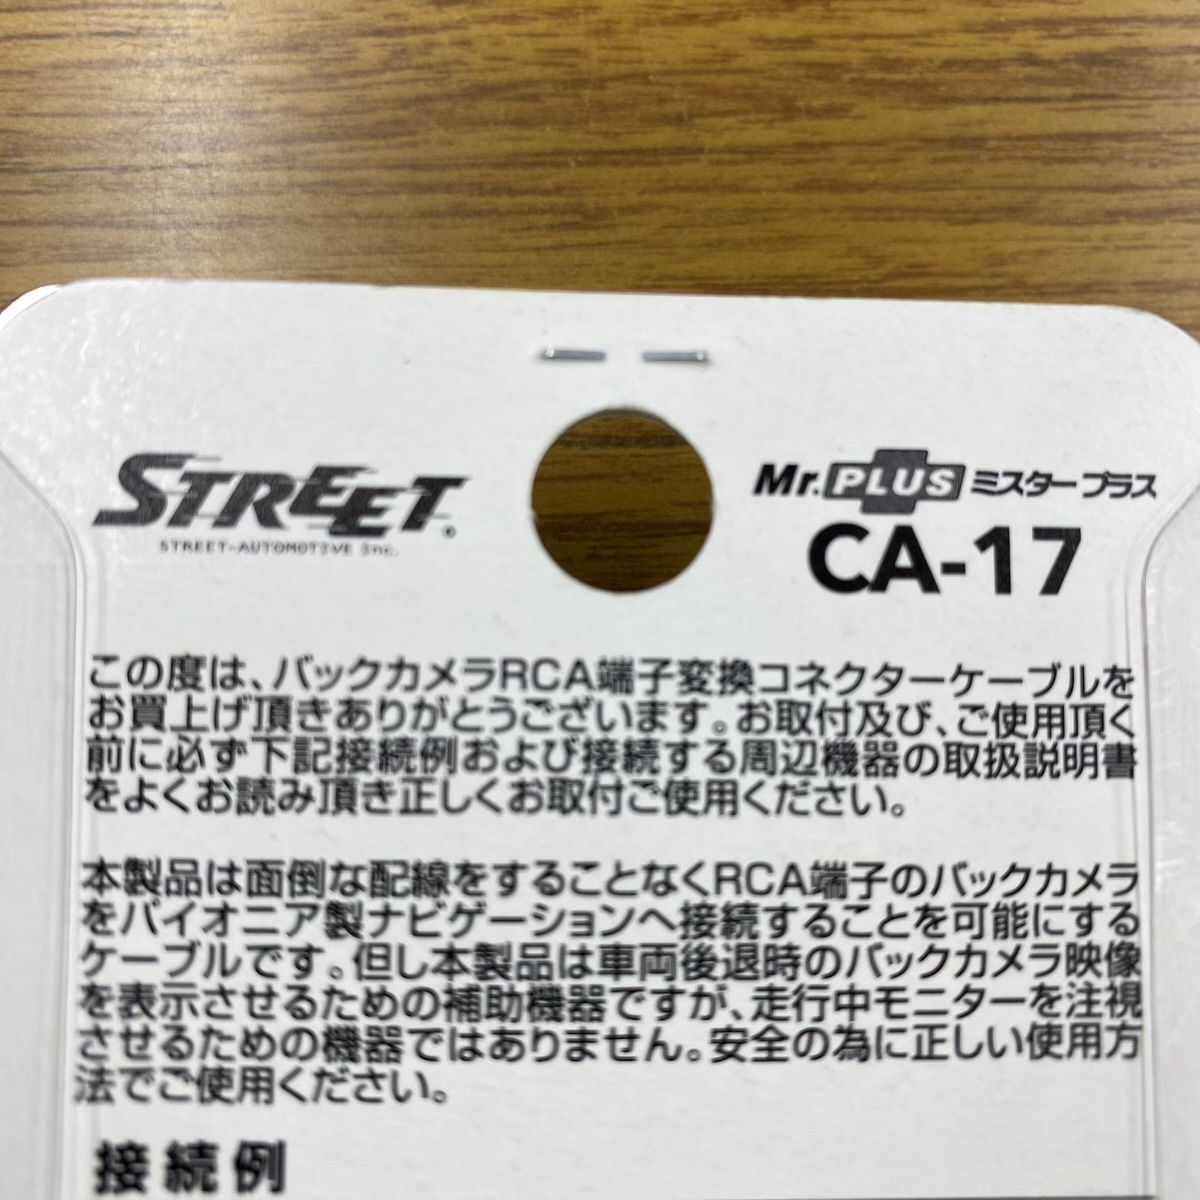 STREET.
STREET-AUTOMOTIVE Inc.
Mr.PLUS ミスタープラス
CA-17
この度は、バックカメラRCA端子変換コネクターケーブルを
お買上げ頂きありがとうございます。お取付及び、ご使用頂く
前に必ず下記接続例および接続する周辺機器の取扱説明書
をよくお読み頂き正しくお取付ご使用ください。
本製品は面倒な配線をすることなくRCA端子のバックカメラ
をパイオニア製ナビゲーションへ接続することを可能にする
ケーブルです。但し本製品は車両後退時のバックカメラ映像
を表示させるための補助機器ですが、走行中モニターを注視
させるための機器ではありません。安全の為に正しい使用方
法でご使用ください。
接続例